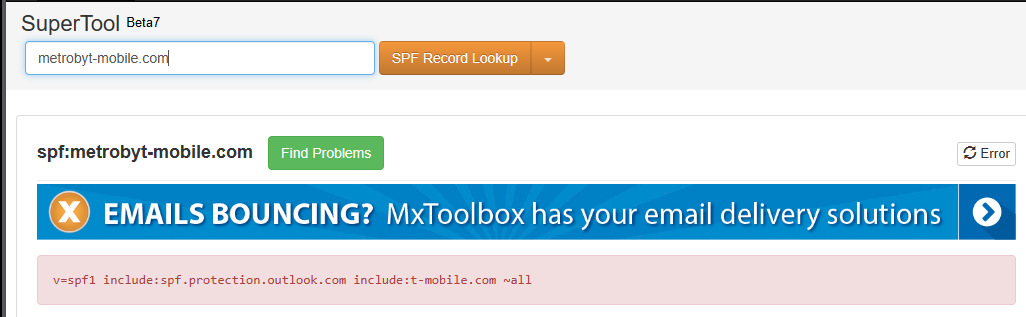 SuperTool Beta7
metrobyt-mobile.com
SPF Record Lookup
spf:metrobyt-mobile.com
Find Problems
Error
X EMAILS BOUNCING? MxToolbox has your email delivery solutions
v=spf1 include:spf.protection.outlook.com include:t-mobile.com ~all